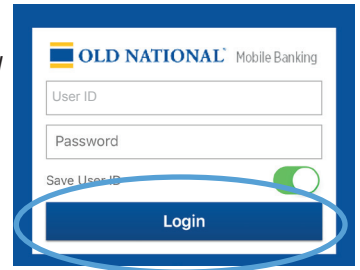 OLD NATIONAL® Mobile Banking
User ID
Password
Save User ID
Login